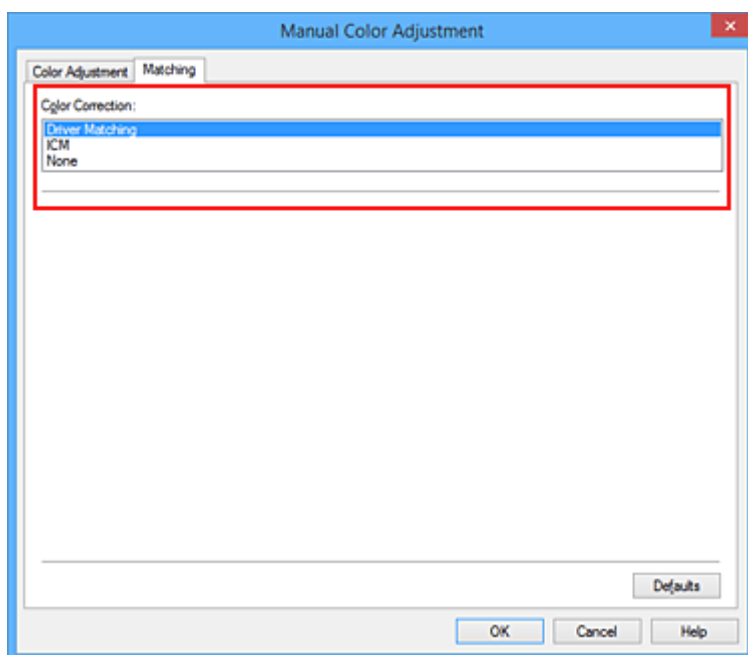 Manual Color Adjustment
Color Adjustment Matching
Color Correction:
Driver Matching
ICM
None
Defaults
OK Cancel Help